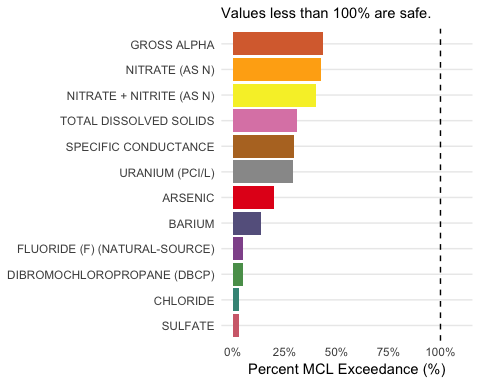 Values less than 100% are safe.
GROSS ALPHA
NITRATE (AS N)
NITRATE + NITRITE (AS N)
TOTAL DISSOLVED SOLIDS
SPECIFIC CONDUCTANCE
URANIUM (PCI/L)
ARSENIC
BARIUM
FLUORIDE (F) (NATURAL-SOURCE)
DIBROMOCHLOROPROPANE (DBCP)
CHLORIDE
SULFATE
0% 25% 50% 75% 100%
Percent MCL Exceedance (%)